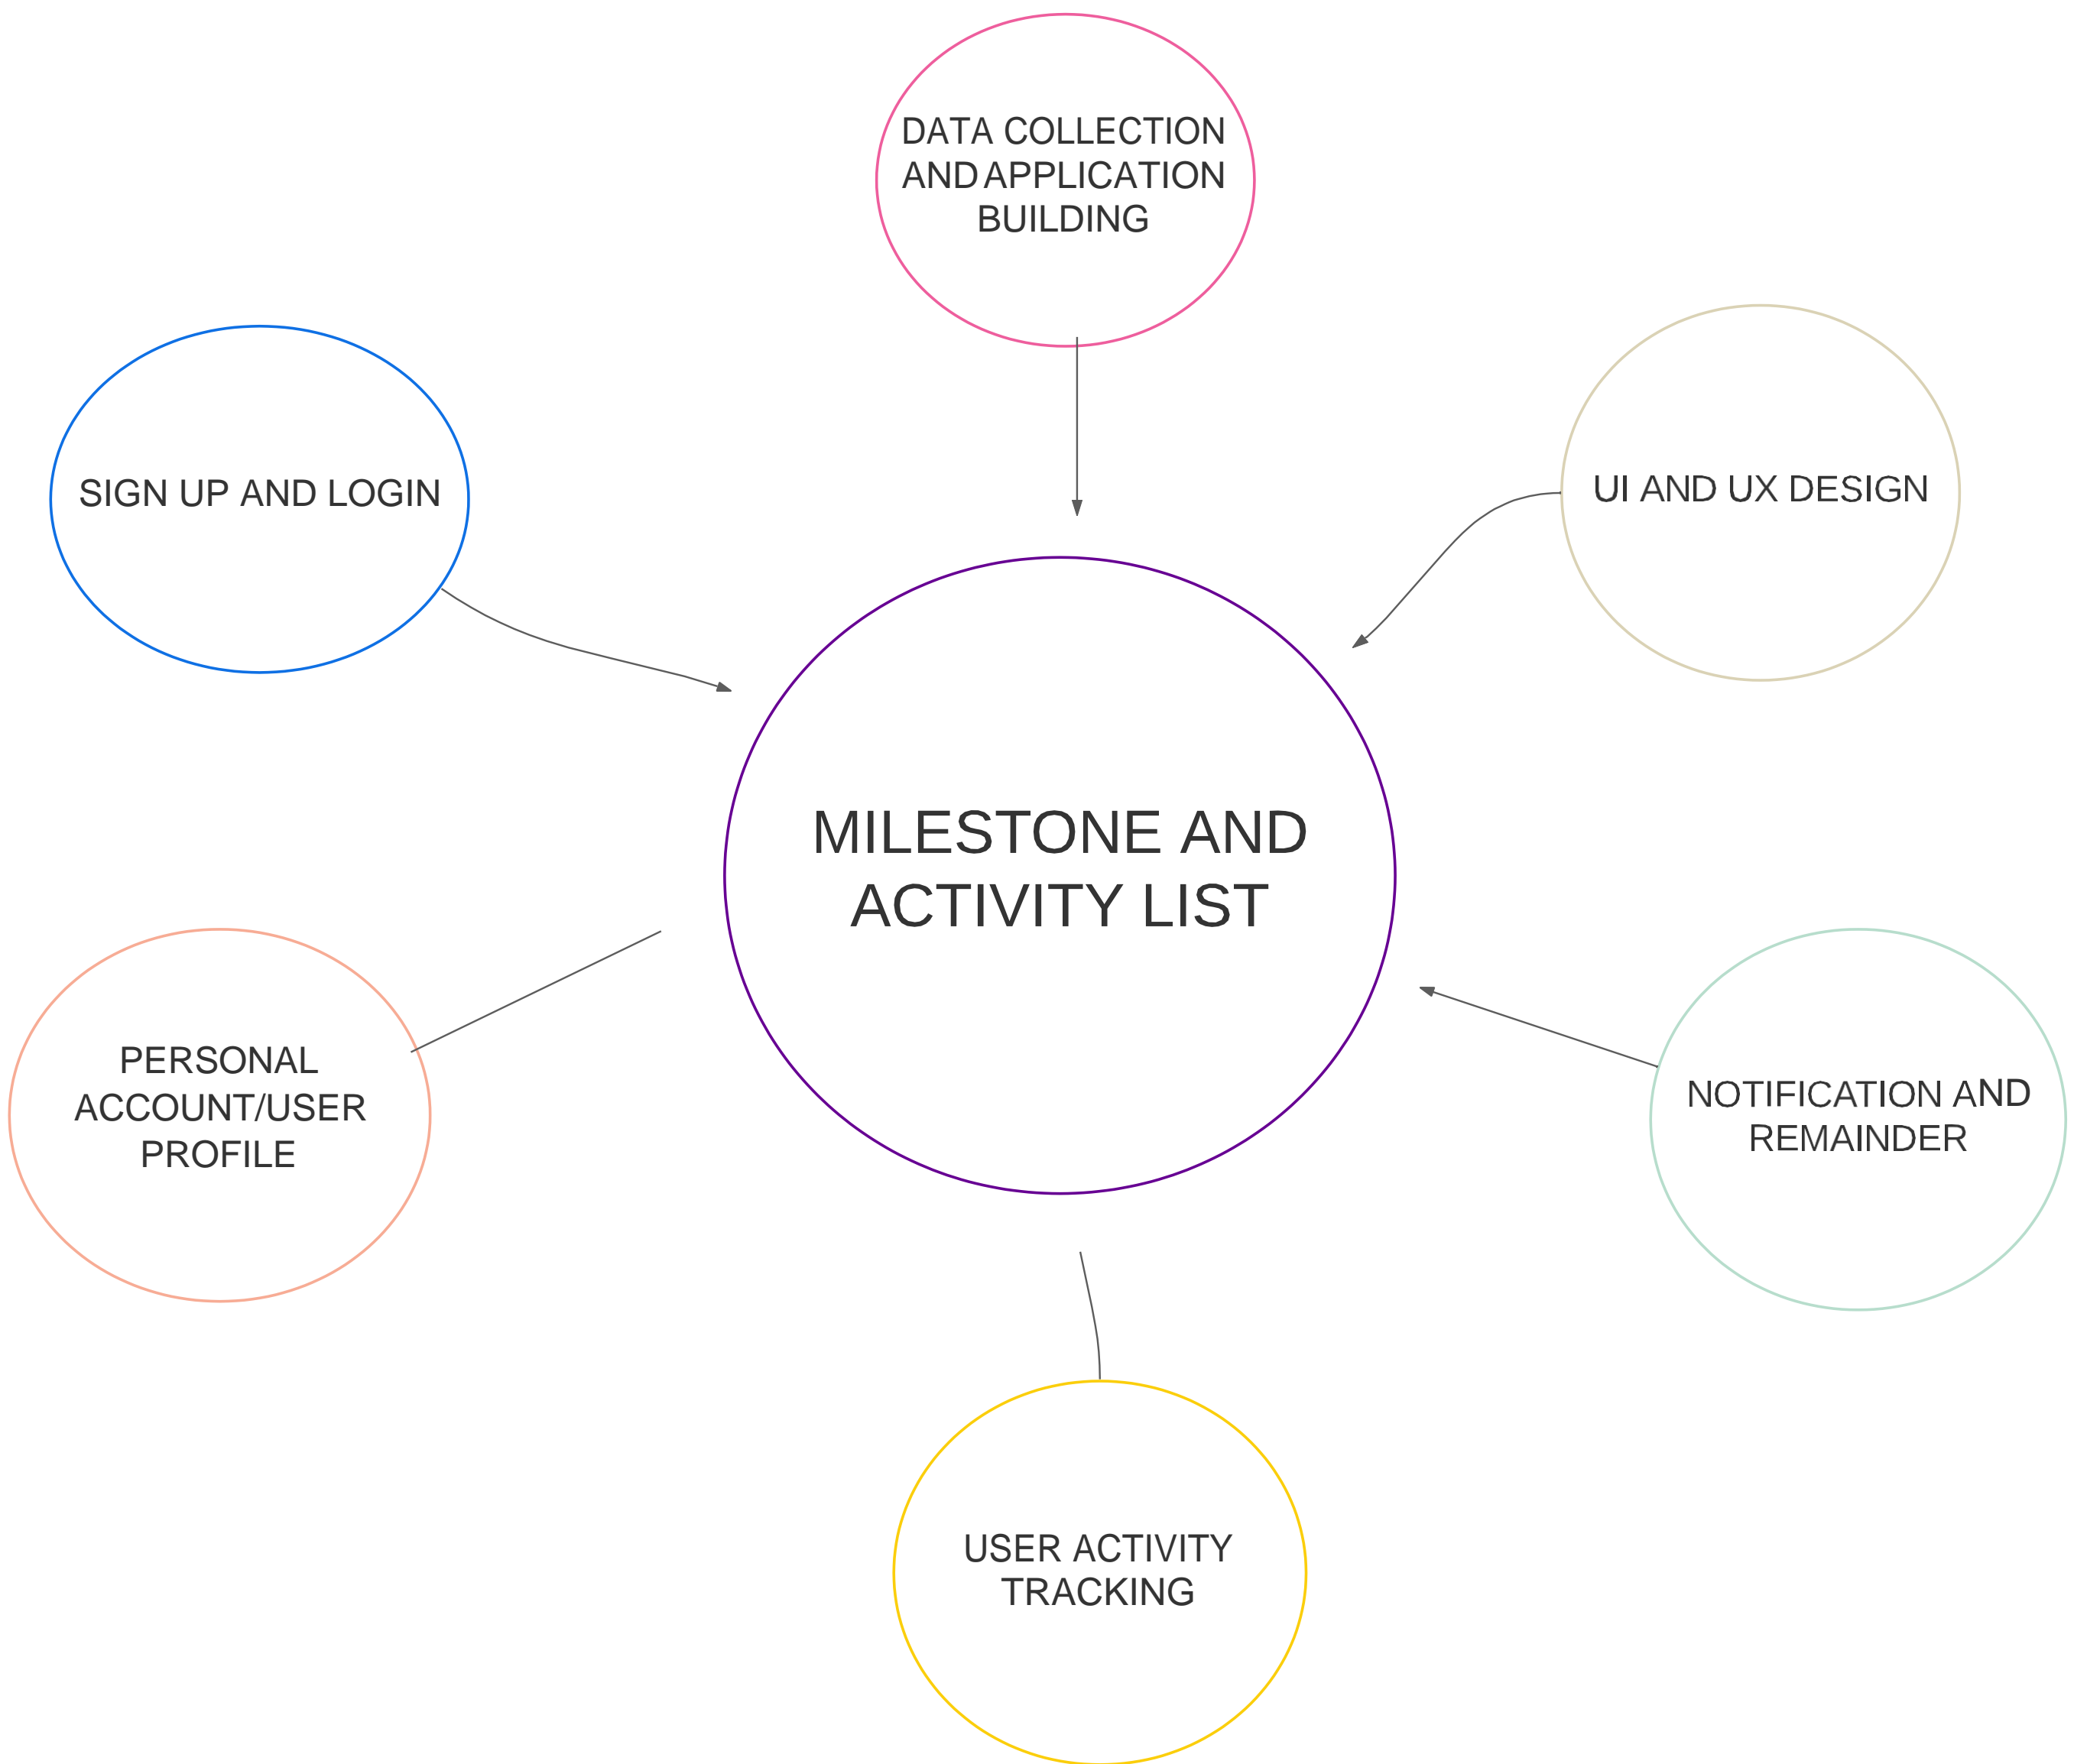 DATA COLLECTION
AND APPLICATION
BUILDING
SIGN UP AND LOGIN
UI AND UX DESIGN
MILESTONE AND
ACTIVITY LIST
PERSONAL
ACCOUNT/USER
PROFILE
NOTIFICATION AND
REMAINDER
USER ACTIVITY
TRACKING